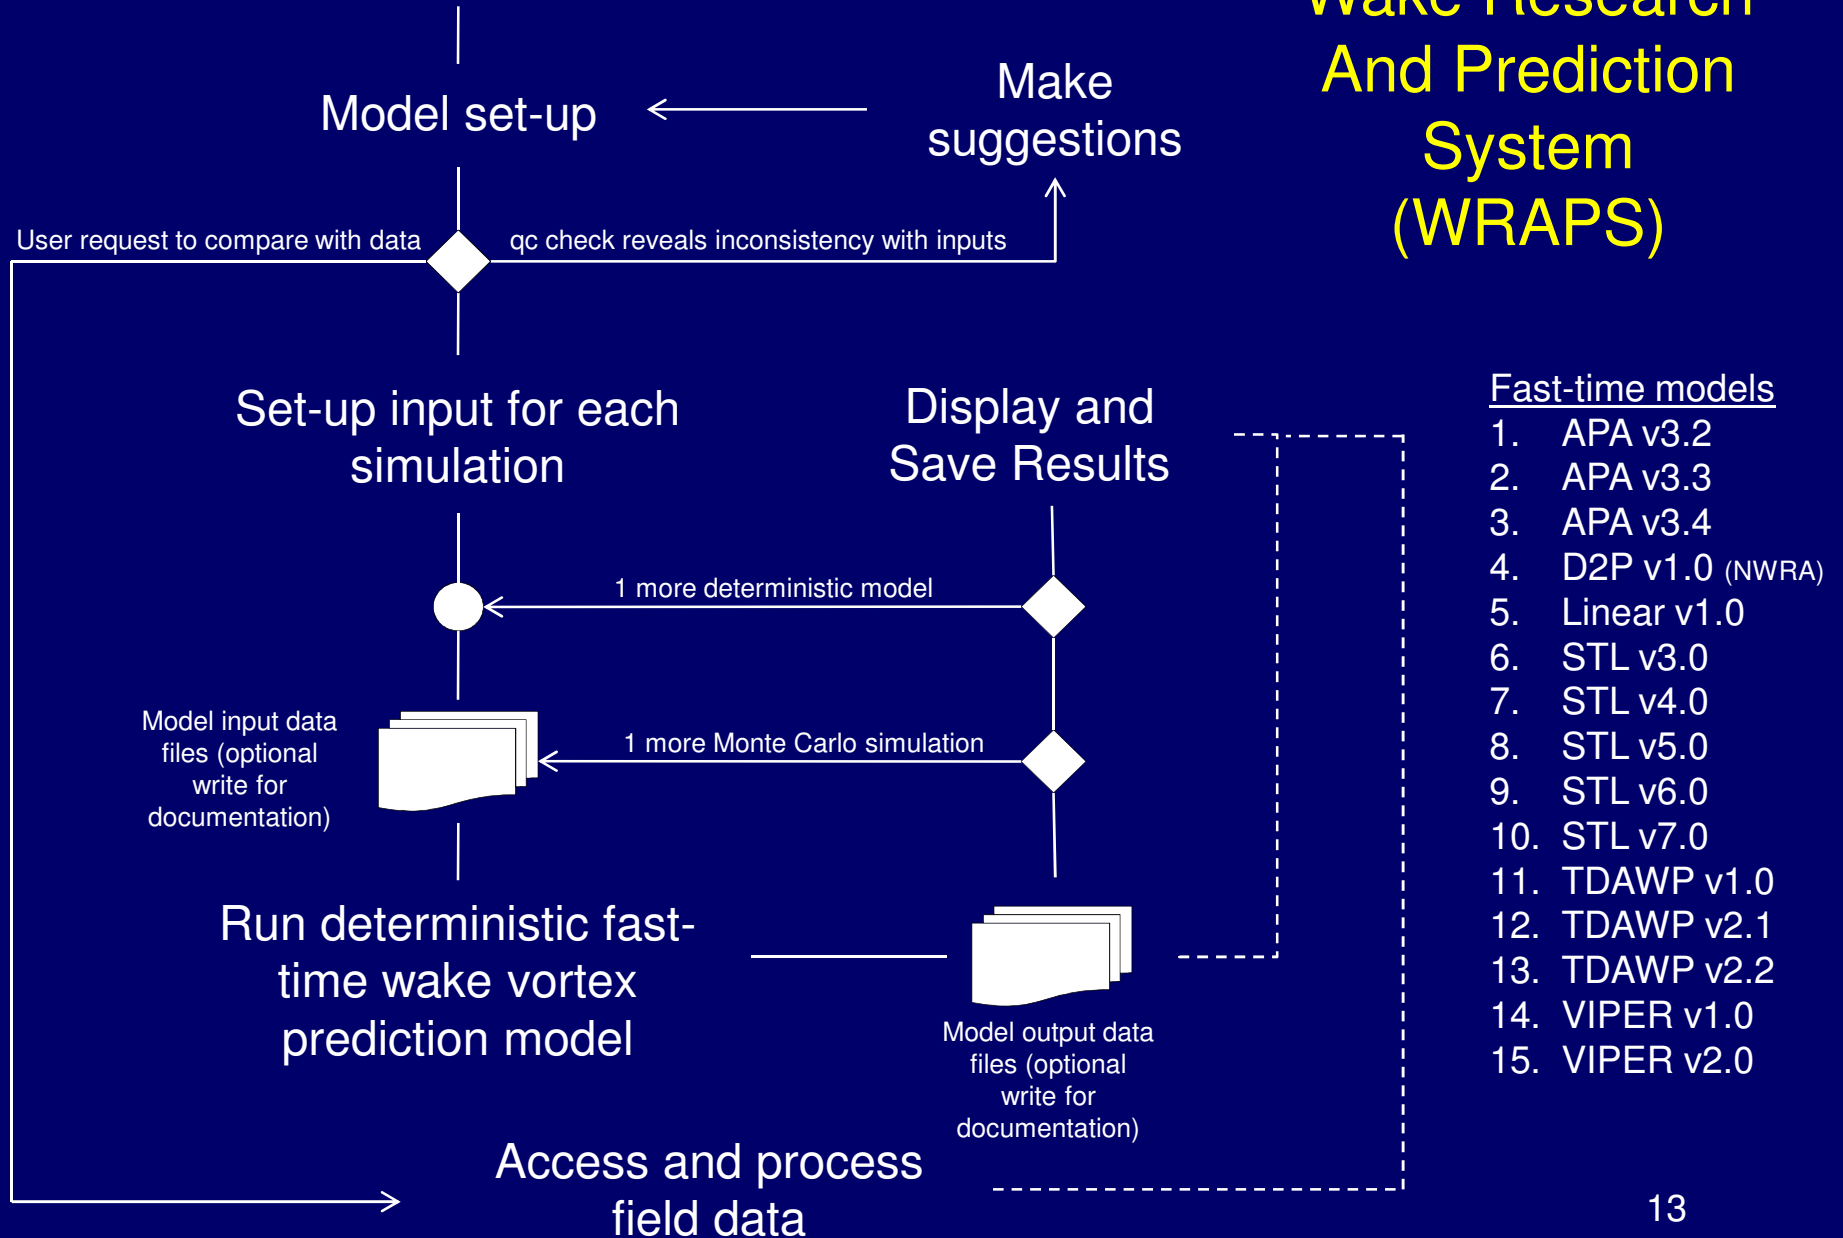 Wake Research
And Prediction
System
(WRAPS)
Model set-up
Make
suggestions
User request to compare with data
qc check reveals inconsistency with inputs
Set-up input for each
simulation
Display and
Save Results
1 more deterministic model
Model input data
files (optional
write for
documentation)
1 more Monte Carlo simulation
Run deterministic fast-
time wake vortex
prediction model
Model output data
files (optional
write for
documentation)
Access and process
field data
Fast-time models
1. APA v3.2
2. APA v3.3
3. APA v3.4
4. D2P v1.0 (NWRA)
5. Linear v1.0
6. STL v3.0
7. STL v4.0
8. STL v5.0
9. STL v6.0
10. STL v7.0
11. TDAWP v1.0
12. TDAWP v2.1
13. TDAWP v2.2
14. VIPER v1.0
15. VIPER v2.0
13